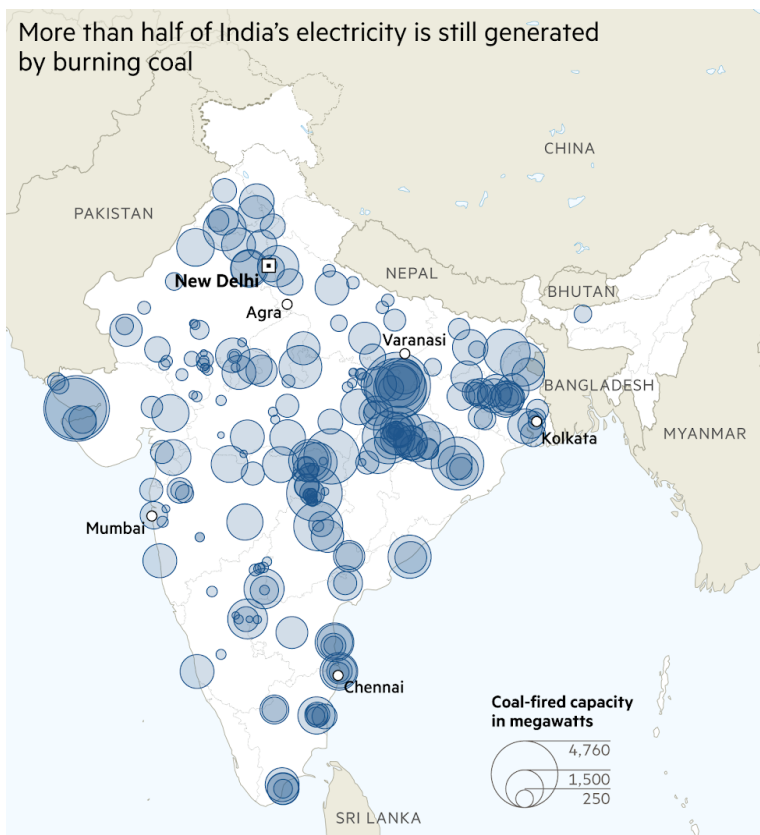 More than half of India's electricity is still generated
by burning coal
CHINA
PAKISTAN
NEPAL
New Delhi
BHUTAN
Agra
Varanasi
BANGLADESH
Kolkata
MYANMAR
Mumbai
Chennai
Coal-fired capacity
in megawatts
4,760
1,500
250
SRI LANKA